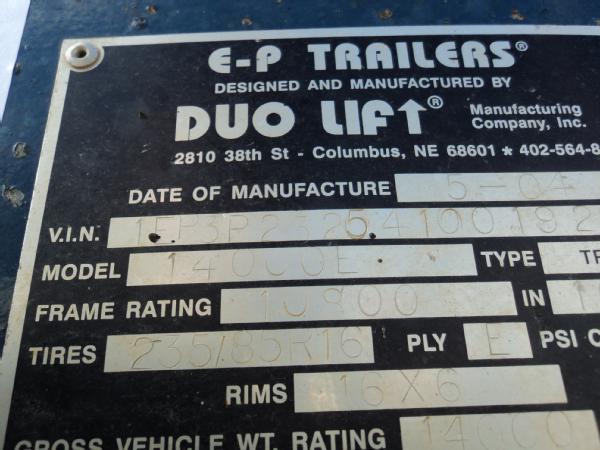 E-P TRAILERS®
DESIGNED AND MANUFACTURED BY
DUO LIFT® Manufacturing Company, Inc.
2810 38th St - Columbus, NE 68601 * 402-564-8
DATE OF MANUFACTURE 5-04
V.I.N.
MODEL 14000E TYPE TR
FRAME RATING 10800 IN
TIRES 235/85R16 PLY E PSI C
RIMS 16X6
GROSS VEHICLE WT. RATING 14000